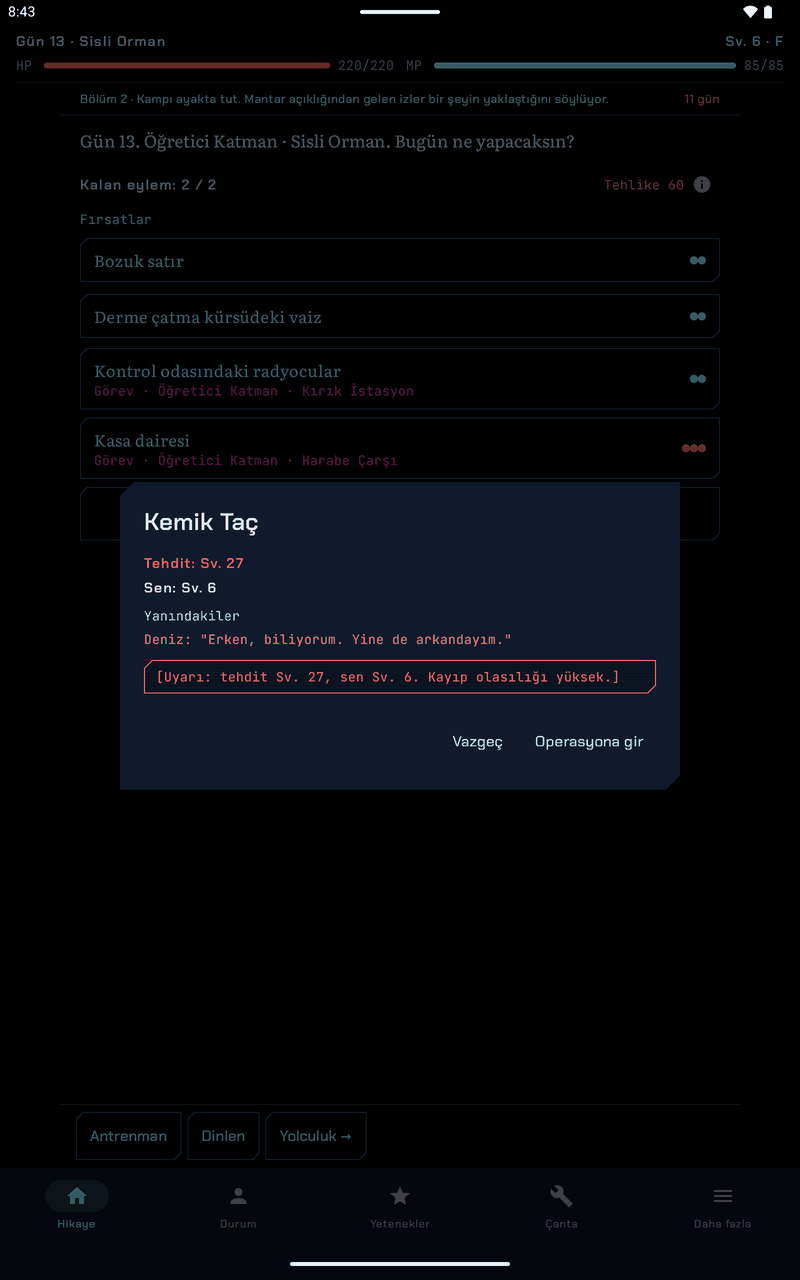 8:43
Gün 13 · Sisli Orman
Sv. 6 · F
HP 220/220 MP 85/85
Bölüm 2 · Kampı ayakta tut. Mantar açıklığından gelen izler bir şeyin yaklaştığını söylüyor.
11 gün
Gün 13. Öğretici Katman · Sisli Orman. Bugün ne yapacaksın?
Kalan eylem: 2 / 2
Tehlike 60
Fırsatlar
Bozuk satır
Derme çatma kürsüdeki vaiz
Kontrol odasındaki radyocular
Görev · Öğretici Katman · Kırık İstasyon
Kasa dairesi
Görev · Öğretici Katman · Harabe Çarşı
Kemik Taç
Tehdit: Sv. 27
Sen: Sv. 6
Yanındakiler
Deniz: "Erken, biliyorum. Yine de arkandayım."
[Uyarı: tehdit Sv. 27, sen Sv. 6. Kayıp olasılığı yüksek.]
Vazgeç
Operasyona gir
Antrenman
Dinlen
Yolculuk →
Hikaye
Durum
Yetenekler
Çanta
Daha fazla